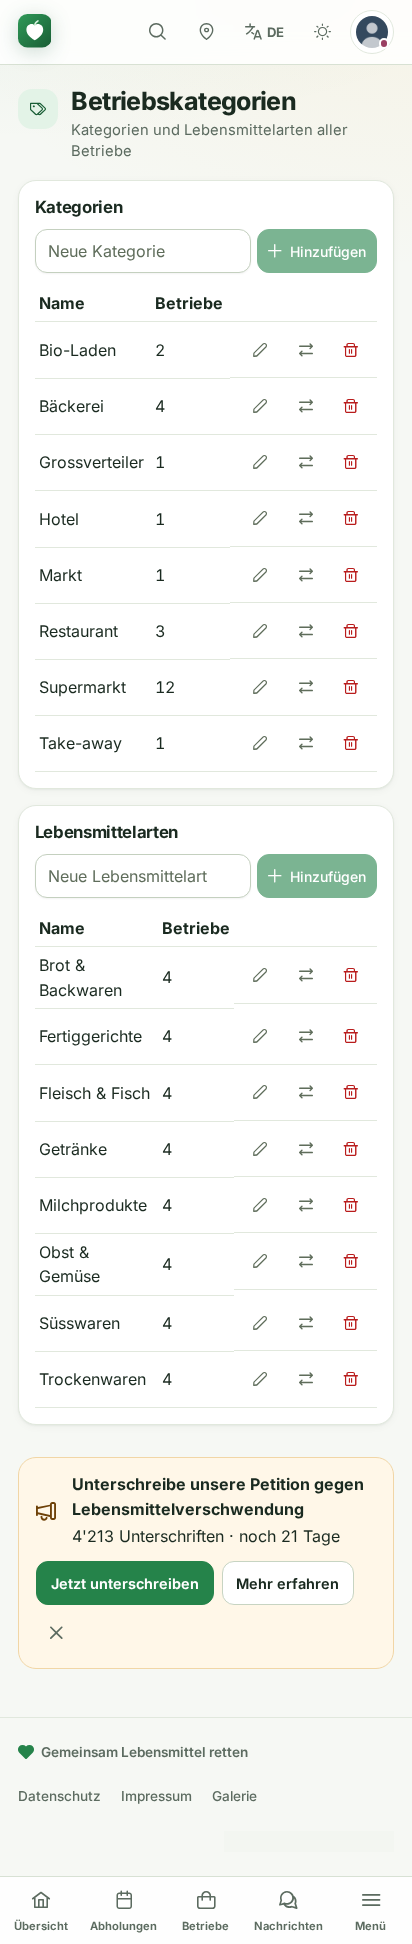 DE
Betriebskategorien
Kategorien und Lebensmittelarten aller
Betriebe
Kategorien
Neue Kategorie
Hinzufügen
Name Betriebe
Bio-Laden 2
Bäckerei 4
Grossverteiler 1
Hotel 1
Markt 1
Restaurant 3
Supermarkt 12
Take-away 1
Lebensmittelarten
Neue Lebensmittelart
Hinzufügen
Name Betriebe
Brot &
Backwaren 4
Fertiggerichte 4
Fleisch & Fisch 4
Getränke 4
Milchprodukte 4
Obst &
Gemüse 4
Süsswaren 4
Trockenwaren 4
Unterschreibe unsere Petition gegen
Lebensmittelverschwendung
4'213 Unterschriften · noch 21 Tage
Jetzt unterschreiben Mehr erfahren
Gemeinsam Lebensmittel retten
Datenschutz Impressum Galerie
Übersicht Abholungen Betriebe Nachrichten Menü